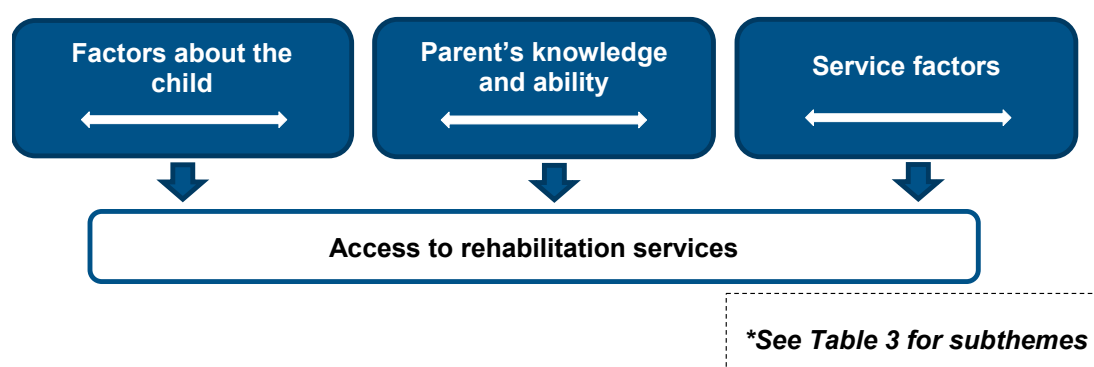 Factors about the
child
Parent's knowledge
and ability
Service factors
Access to rehabilitation services
*See Table 3 for subthemes